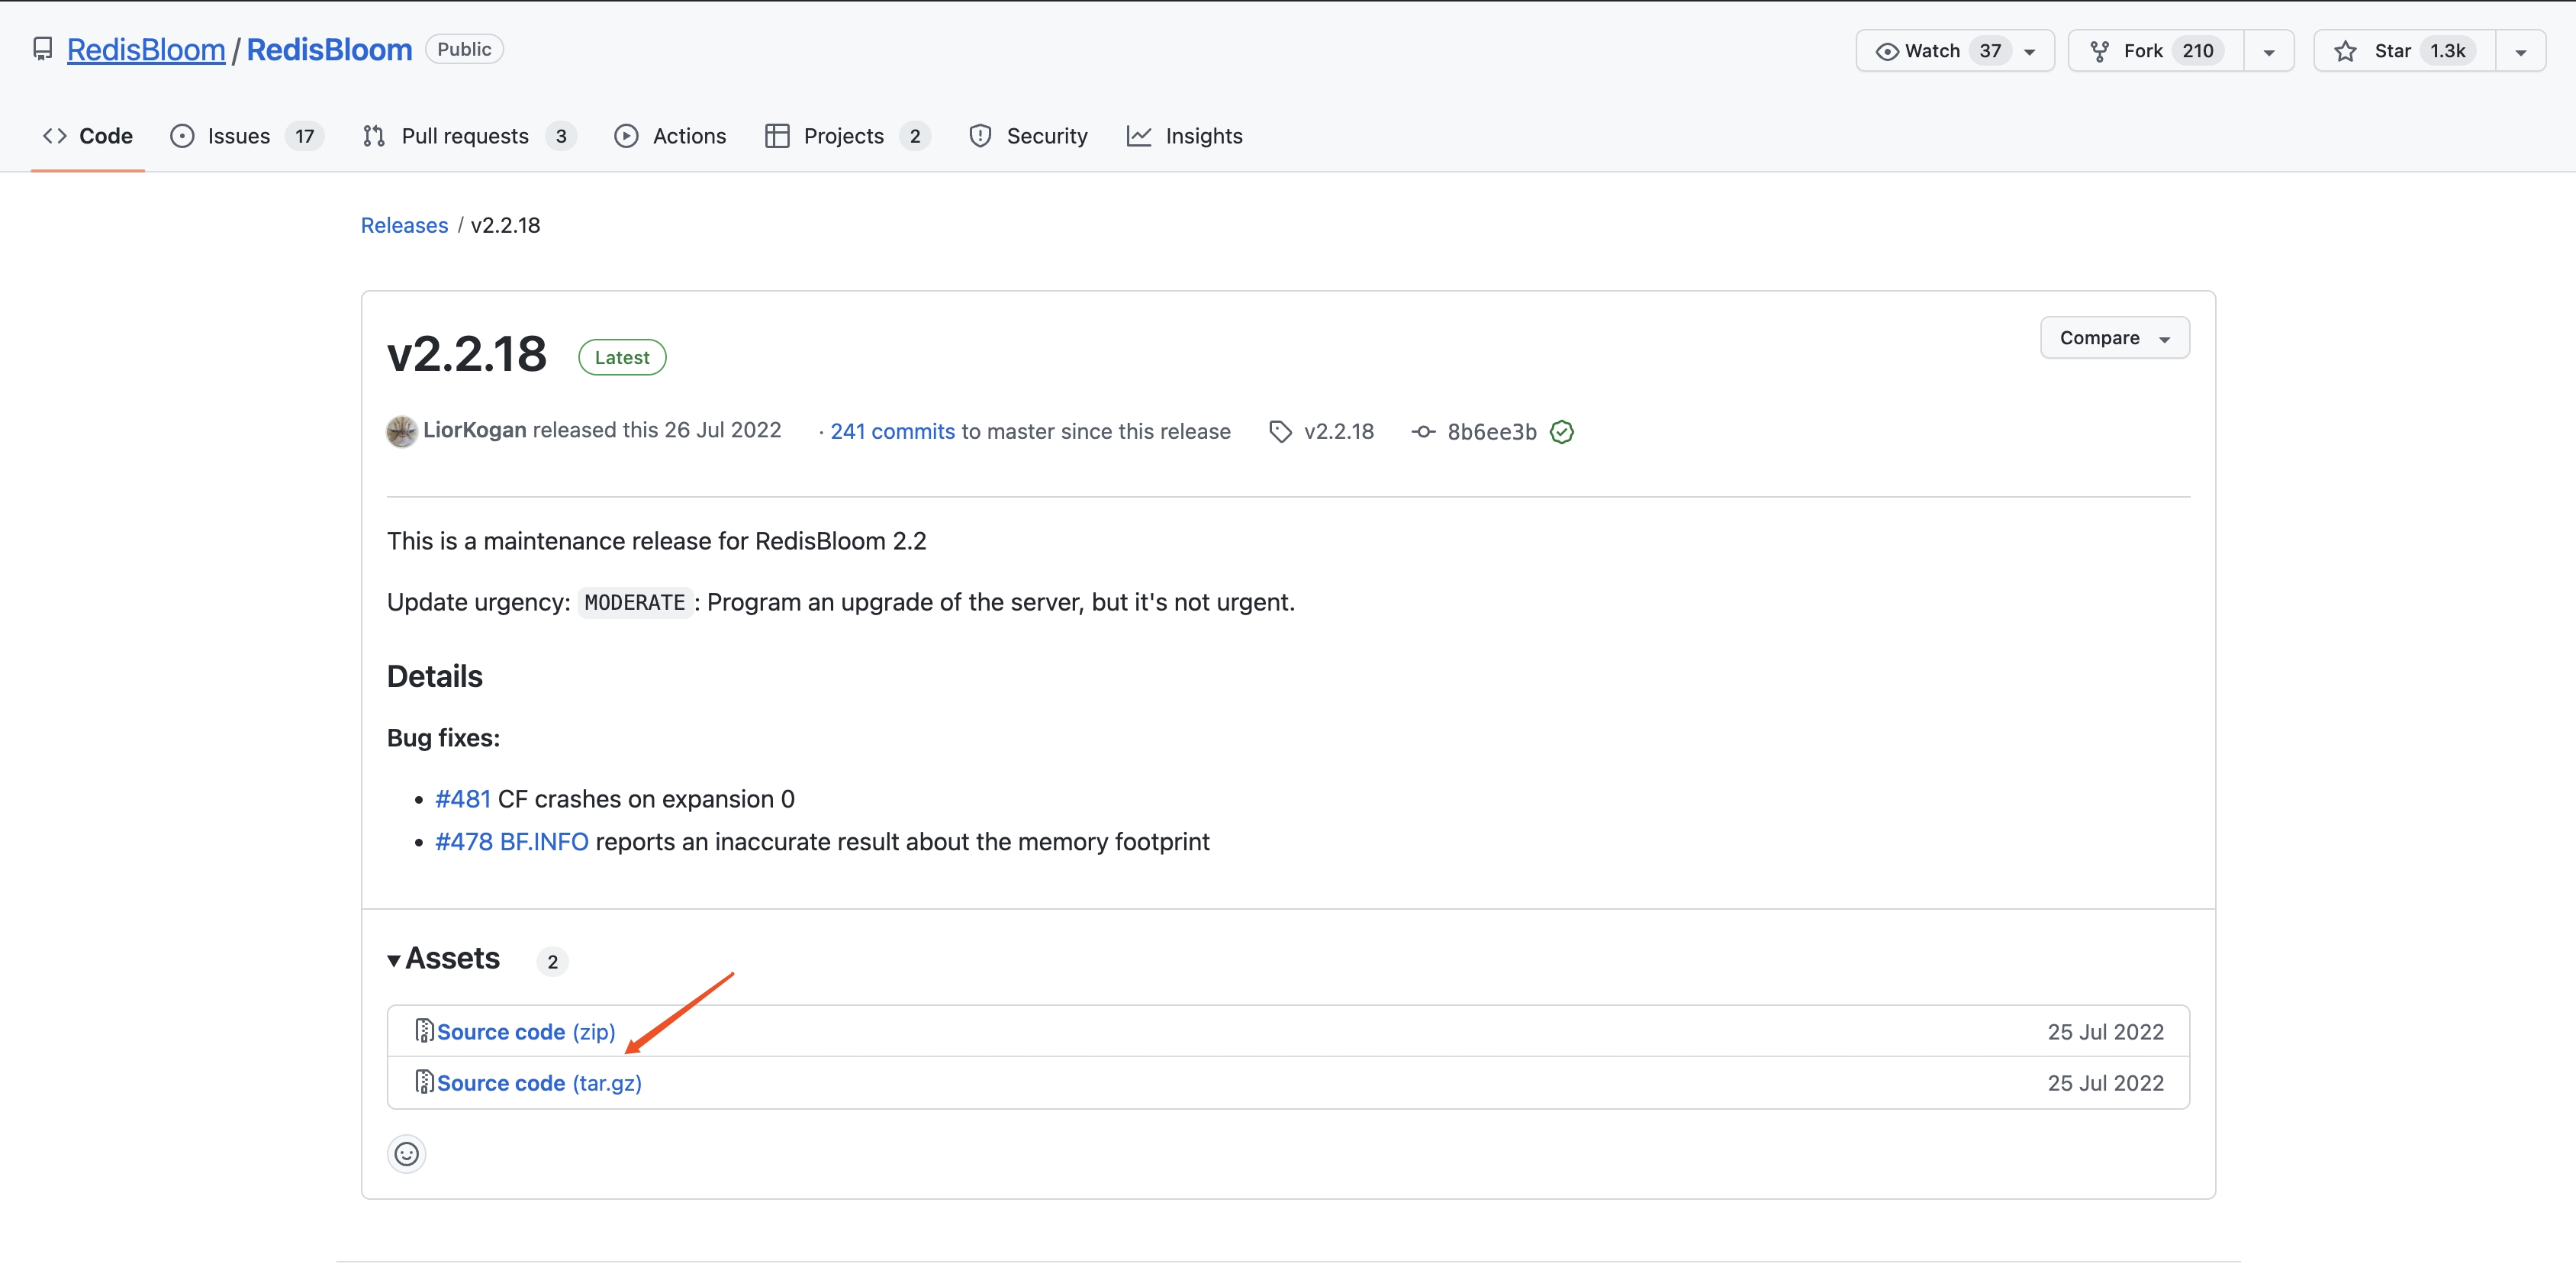 RedisBloom / RedisBloom Public Watch 37 Fork 210 Star 1.3k
Code Issues 17 Pull requests 3 Actions Projects 2 Security Insights
Releases / v2.2.18
v2.2.18 Latest Compare
LiorKogan released this 26 Jul 2022 · 241 commits to master since this release v2.2.18 8b6ee3b
This is a maintenance release for RedisBloom 2.2
Update urgency: MODERATE : Program an upgrade of the server, but it's not urgent.
Details
Bug fixes:
• #481 CF crashes on expansion 0
• #478 BF.INFO reports an inaccurate result about the memory footprint
Assets 2
Source code (zip) 25 Jul 2022
Source code (tar.gz) 25 Jul 2022